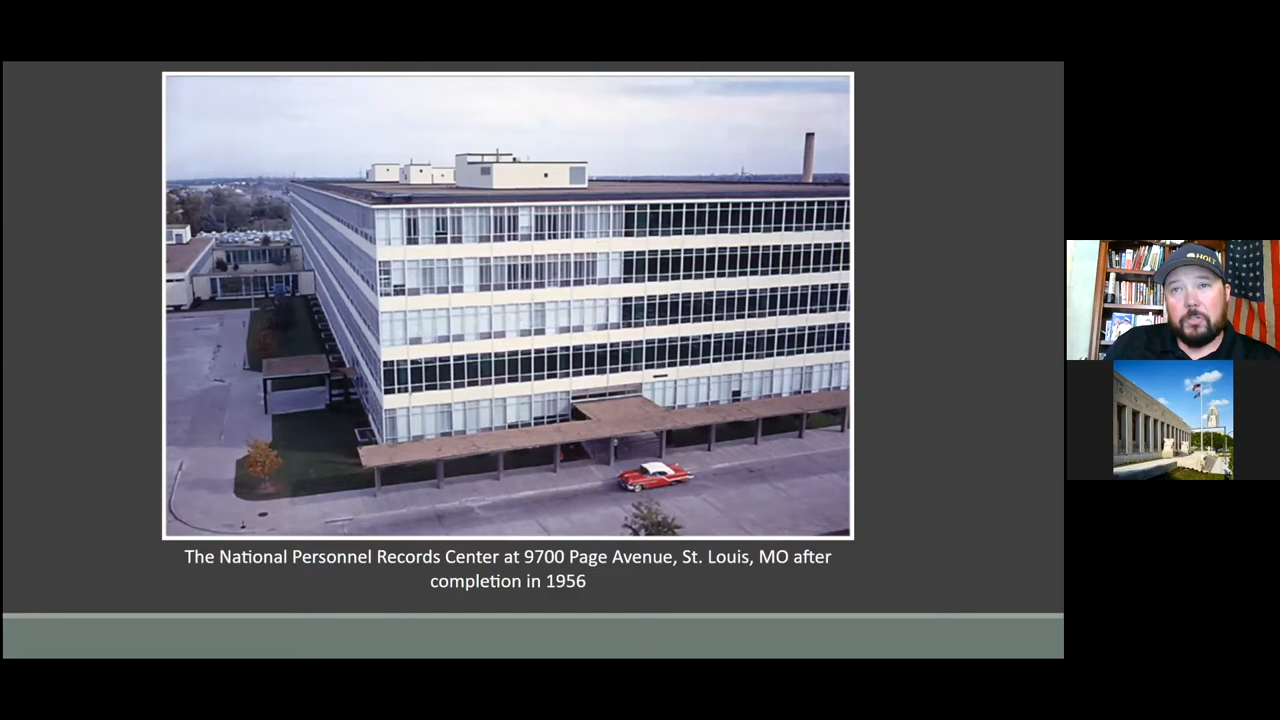 The National Personnel Records Center at 9700 Page Avenue, St. Louis, MO after
completion in 1956
HOLT